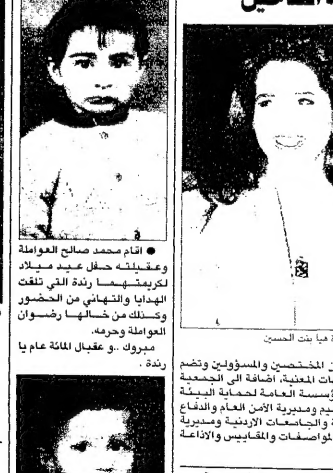 ● اقام محمد صالح العواملة
وعقيلته حفل عيد ميلاد
لكريمتهما رندة التي تلقت
الهدايا والتهاني من الحضور
وكذلك من خالها رضوان
العواملة وحرمه.
مبروك ..و عقبال المائة عام يا
رندة .
هيا بنت الحسين
المختصين والمسؤولين وتضم
المعنية، اضافة الى الجمعية
العامة لحماية البيئة
ومديرية الأمن العام والدفاع
والجامعات الاردنية ومديرية
المواصفات والمقاييس والاذاعة